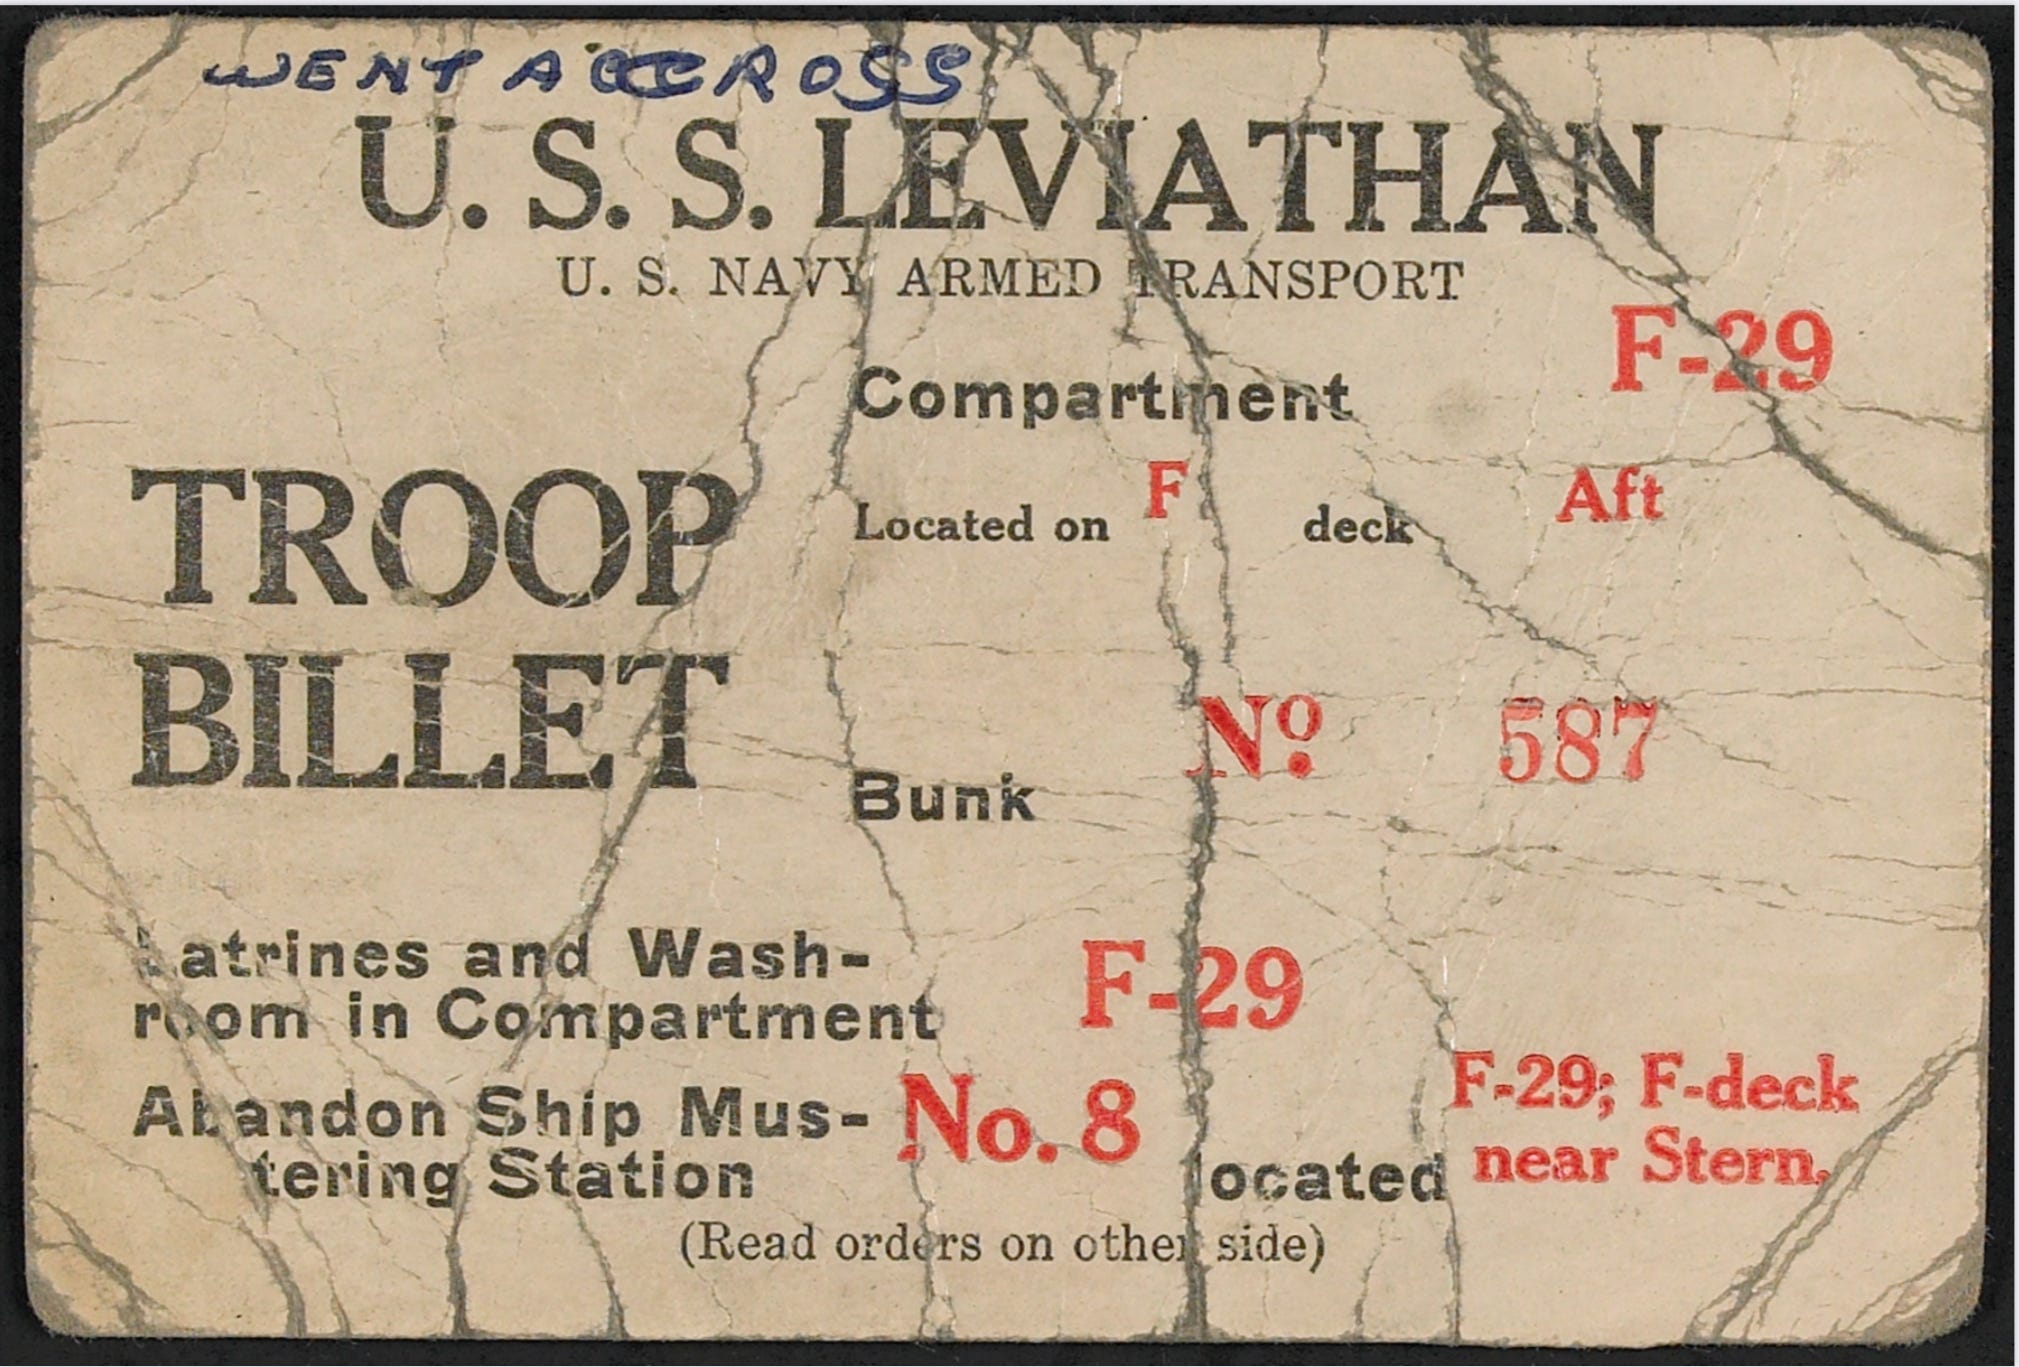 WENT ACCROSS
U. S. S. LEVIATHAN
U. S. NAVY ARMED TRANSPORT
F-29
Compartment
TROOP
BILLET
Located on F deck Aft
Bunk No. 587
Latrines and Wash-
room in Compartment F-29
Abandon Ship Mus-
tering Station No. 8 located F-29; F-deck
near Stern.
(Read orders on other side)